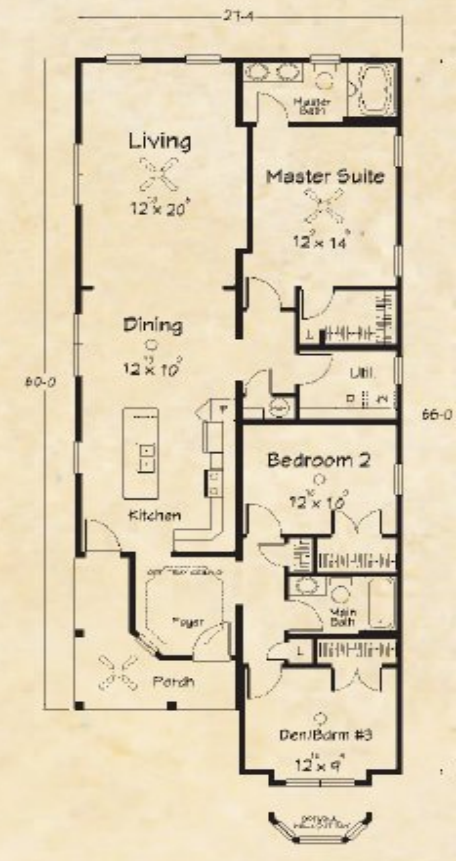 27-4
Master
Bath
Living
12 x 20
Master Suite
12 x 14
Dining
12 x 10
Util.
60-0
66-0
Bedroom 2
12 x 10
Kitchen
Foyer
Main
Bath
L
Porch
Den/Bdrm #3
12 x 9